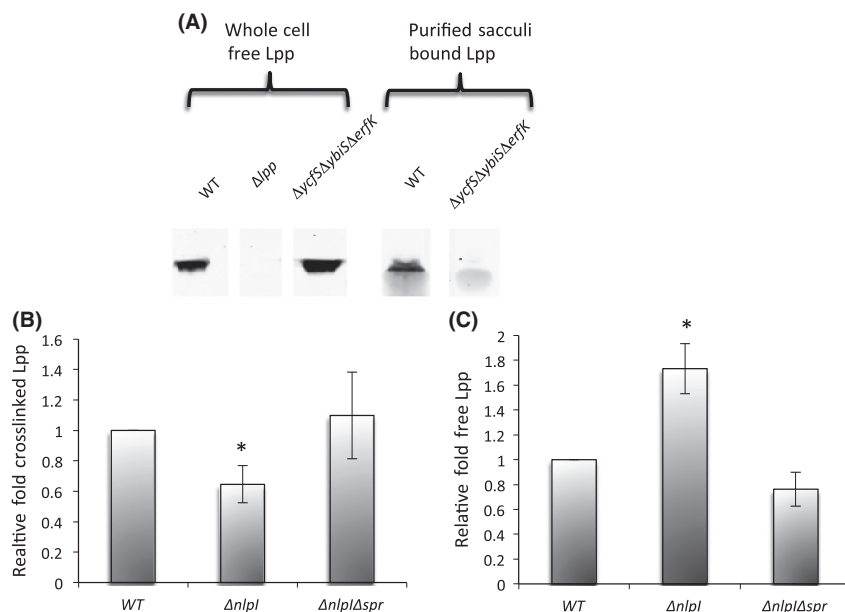 (A)
Whole cell
free Lpp
Purified sacculi
bound Lpp
WT
Δlpp
ΔycfSΔybiSΔerfK
WT
ΔycfSΔybiSΔerfK
(B)
Realtive fold crosslinked Lpp
1.6
1.4
1.2
1
0.8
0.6
0.4
0.2
0
*
WT
ΔnlpI
ΔnlpIΔspr
(C)
Relative fold free Lpp
2
1.8
1.6
1.4
1.2
1
0.8
0.6
0.4
0.2
0
*
WT
ΔnlpI
ΔnlpIΔspr